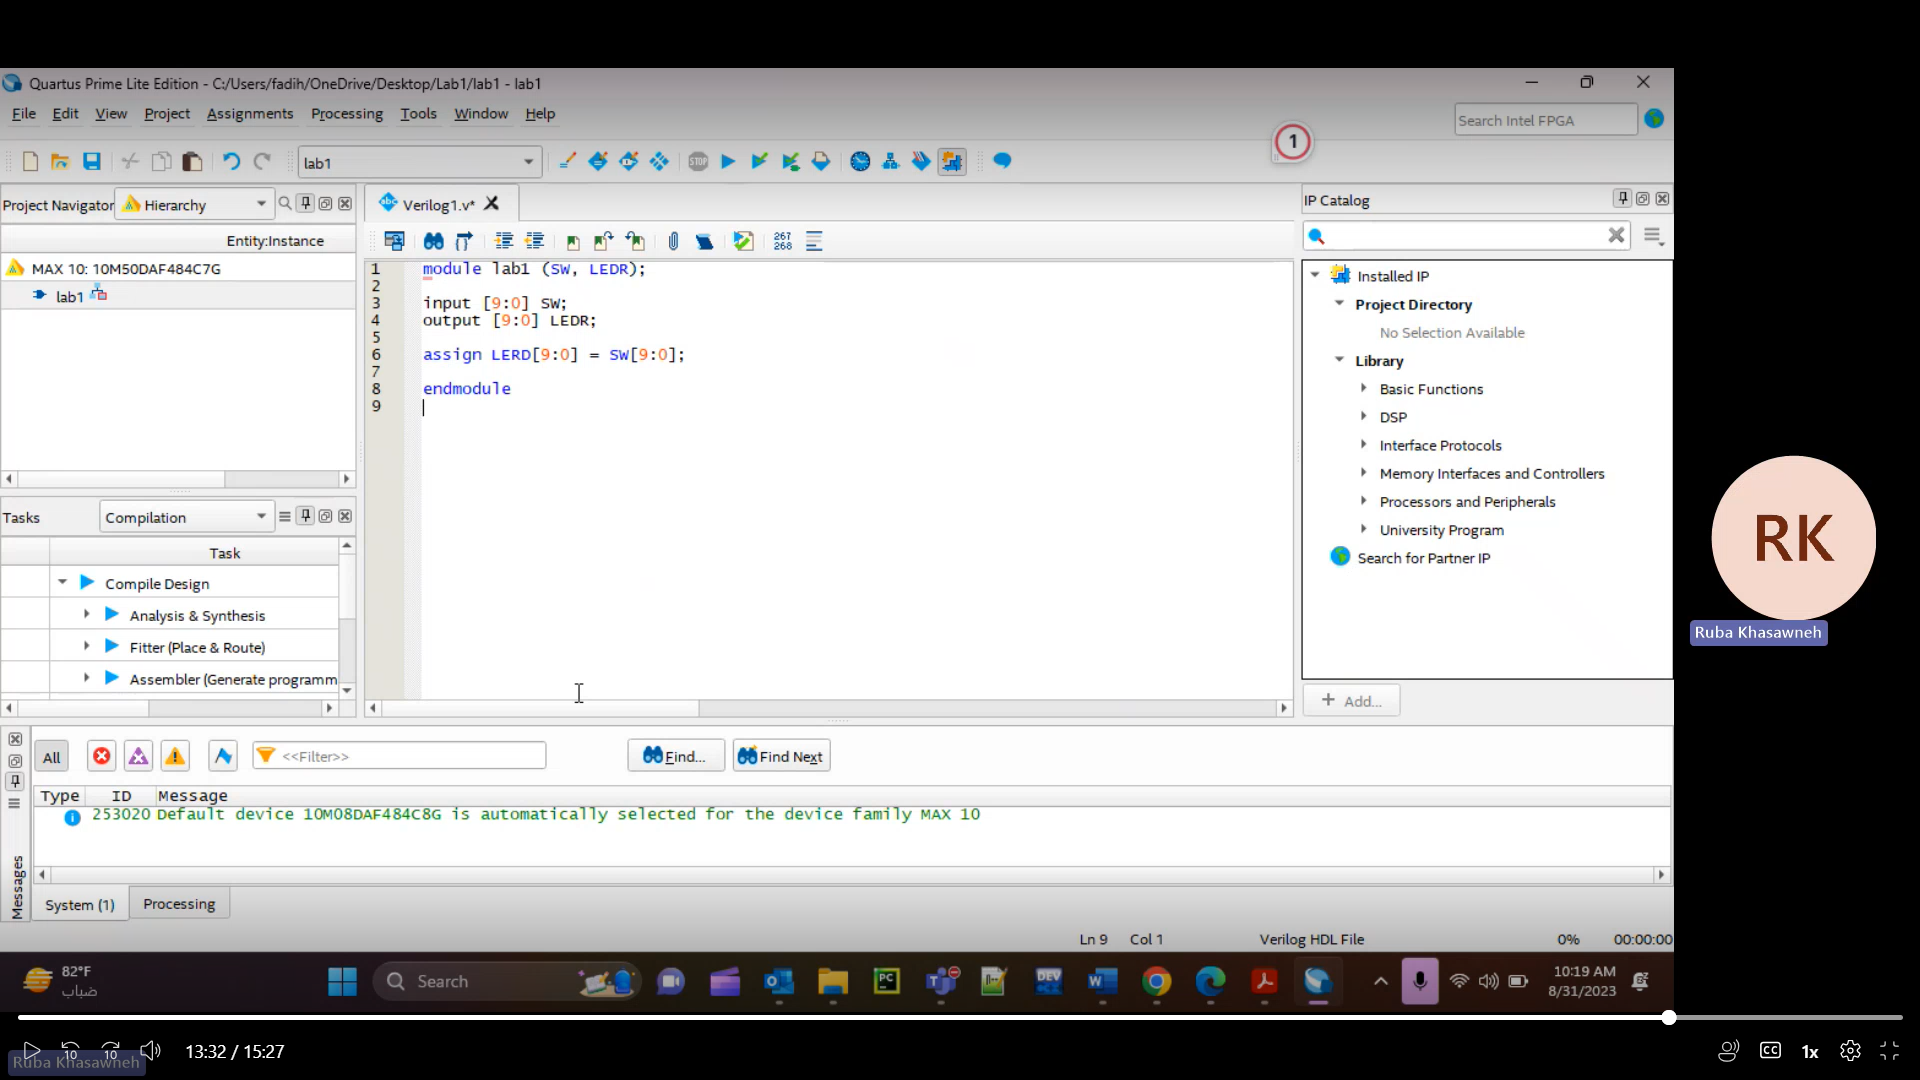 Quartus Prime Lite Edition - C:/Users/fadih/OneDrive/Desktop/Lab1/lab1 - lab1
File Edit View Project Assignments Processing Tools Window Help
Search Intel FPGA
1
lab1
STOP
Project Navigator Hierarchy
Verilog1.v*
IP Catalog
Entity:Instance
abc
267
268
MAX 10: 10M50DAF484C7G
lab1
1 module lab1 (SW, LEDR);
2
3 input [9:0] SW;
4 output [9:0] LEDR;
5
6 assign LERD[9:0] = SW[9:0];
7
8 endmodule
9
Installed IP
Project Directory
No Selection Available
Library
Basic Functions
DSP
Interface Protocols
Memory Interfaces and Controllers
Processors and Peripherals
University Program
Search for Partner IP
+ Add...
Tasks Compilation
Task
Compile Design
Analysis & Synthesis
Fitter (Place & Route)
Assembler (Generate programm
RK
Ruba Khasawneh
All <<Filter>> Find... Find Next
Type ID Message
253020 Default device 10M08DAF484C8G is automatically selected for the device family MAX 10
Messages
System (1) Processing
Ln 9 Col 1 Verilog HDL File 0% 00:00:00
82°F
ضباب
Search
PC
DEV
10:19 AM
8/31/2023
10 10 13:32 / 15:27
CC 1x
Ruba Khasawneh